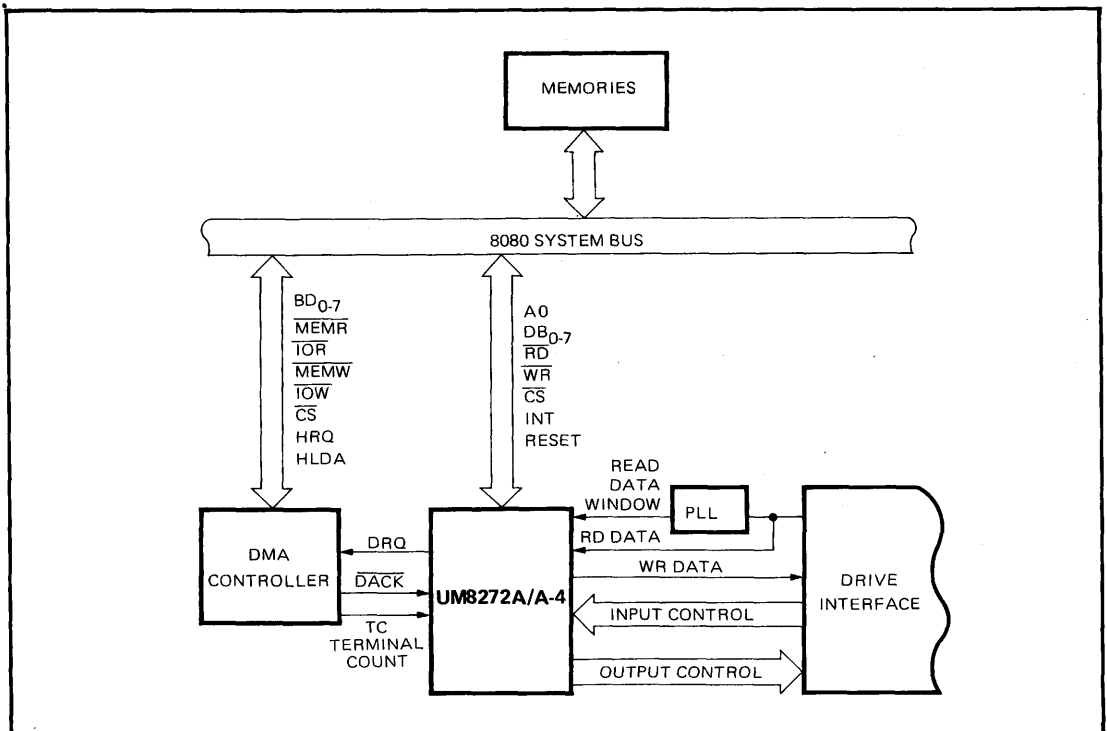 MEMORIES
8080 SYSTEM BUS
BD0-7
MEMR
IOR
MEMW
IOW
CS
HRQ
HLDA
A0
DB0-7
RD
WR
CS
INT
RESET
READ
DATA
WINDOW
PLL
RD DATA
WR DATA
INPUT CONTROL
OUTPUT CONTROL
DMA
CONTROLLER
DRQ
DACK
TC
TERMINAL
COUNT
UM8272A/A-4
DRIVE
INTERFACE